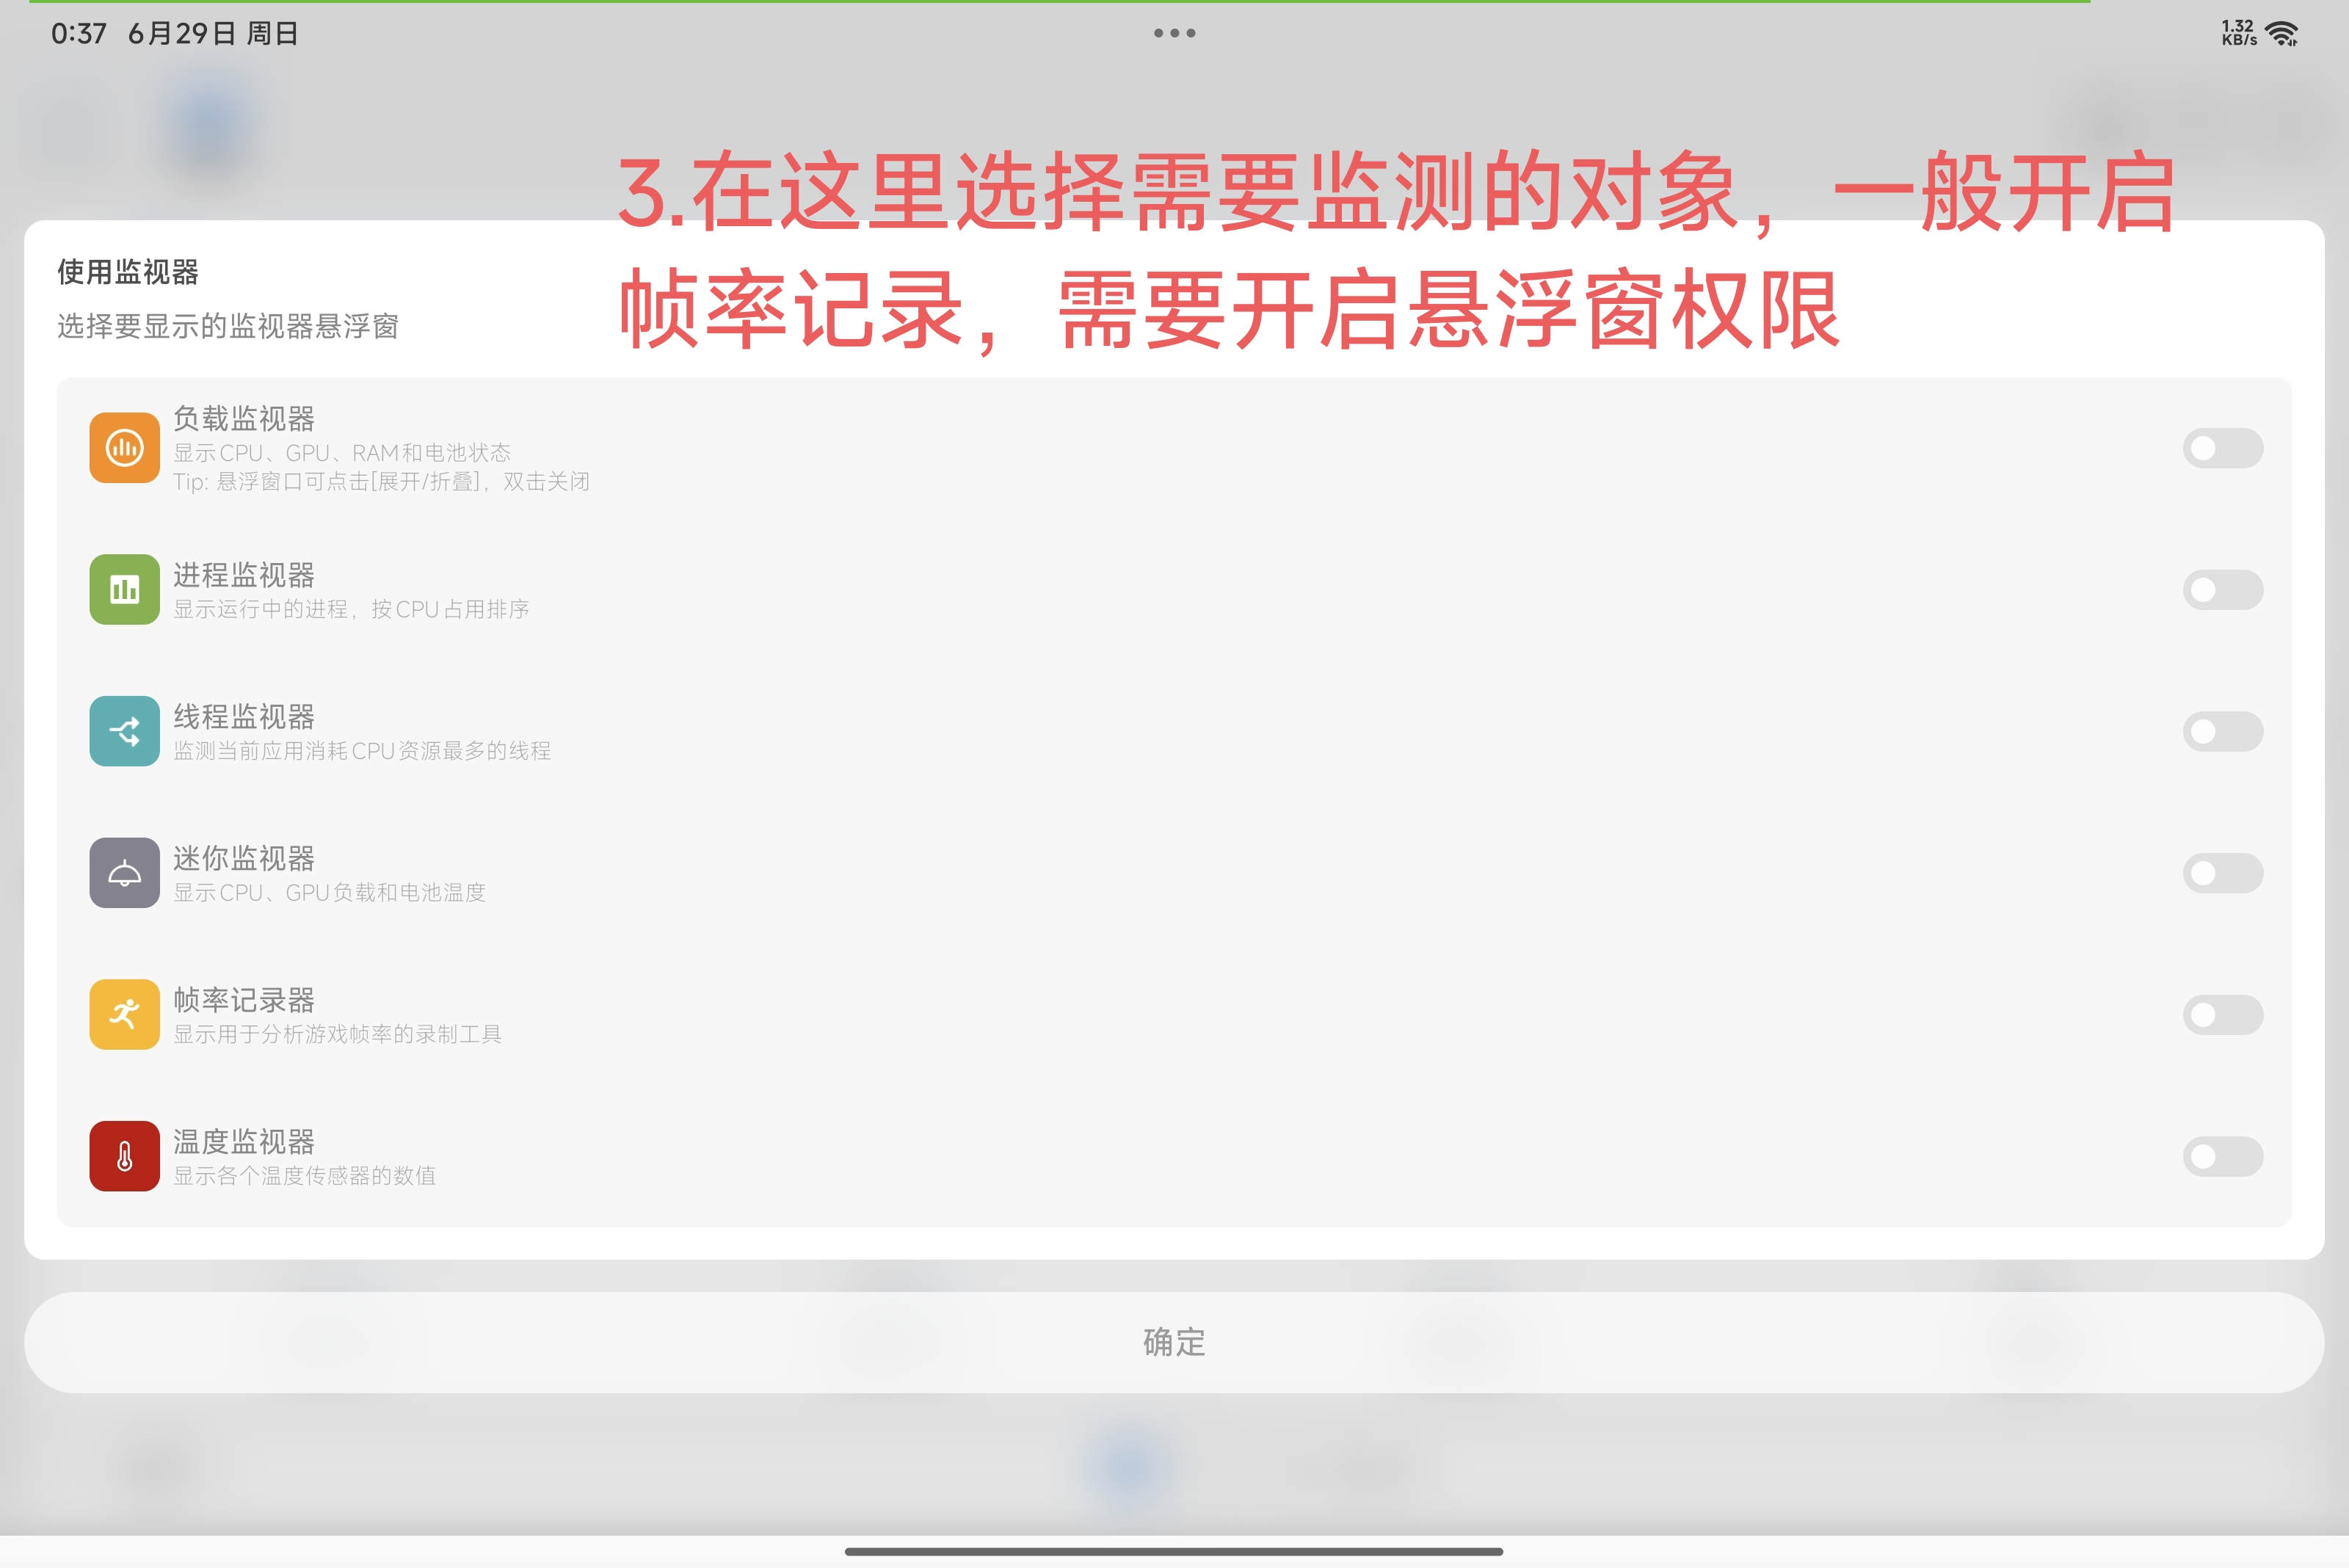 0:37 6月29日 周日
1.32
KB/s
3.在这里选择需要监测的对象，一般开启
帧率记录，需要开启悬浮窗权限
使用监视器
选择要显示的监视器悬浮窗
负载监视器
显示CPU、GPU、RAM和电池状态
Tip: 悬浮窗口可点击[展开/折叠]，双击关闭
进程监视器
显示运行中的进程，按CPU占用排序
线程监视器
监测当前应用消耗CPU资源最多的线程
迷你监视器
显示CPU、GPU负载和电池温度
帧率记录器
显示用于分析游戏帧率的录制工具
温度监视器
显示各个温度传感器的数值
确定